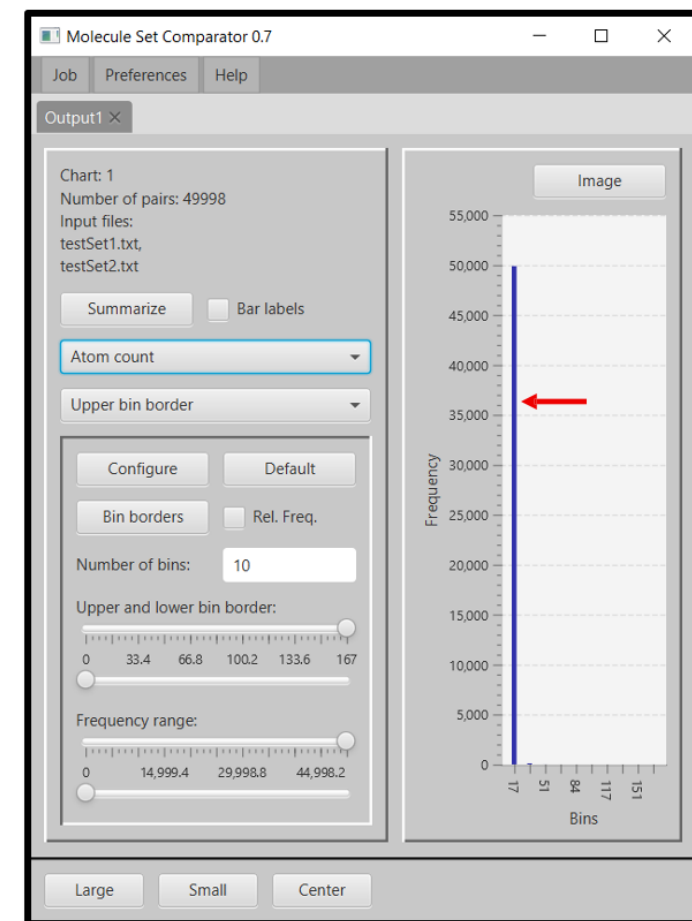 Molecule Set Comparator 0.7
Job Preferences Help
Output1
Chart: 1
Number of pairs: 49998
Input files:
testSet1.txt,
testSet2.txt
Summarize Bar labels
Atom count
Upper bin border
Configure Default
Bin borders Rel. Freq.
Number of bins: 10
Upper and lower bin border:
0 33.4 66.8 100.2 133.6 167
Frequency range:
0 14,999.4 29,998.8 44,998.2
Image
55,000
50,000
45,000
40,000
35,000
30,000
25,000
20,000
15,000
10,000
5,000
0
Frequency
17 51 84 117 151
Bins
Large Small Center